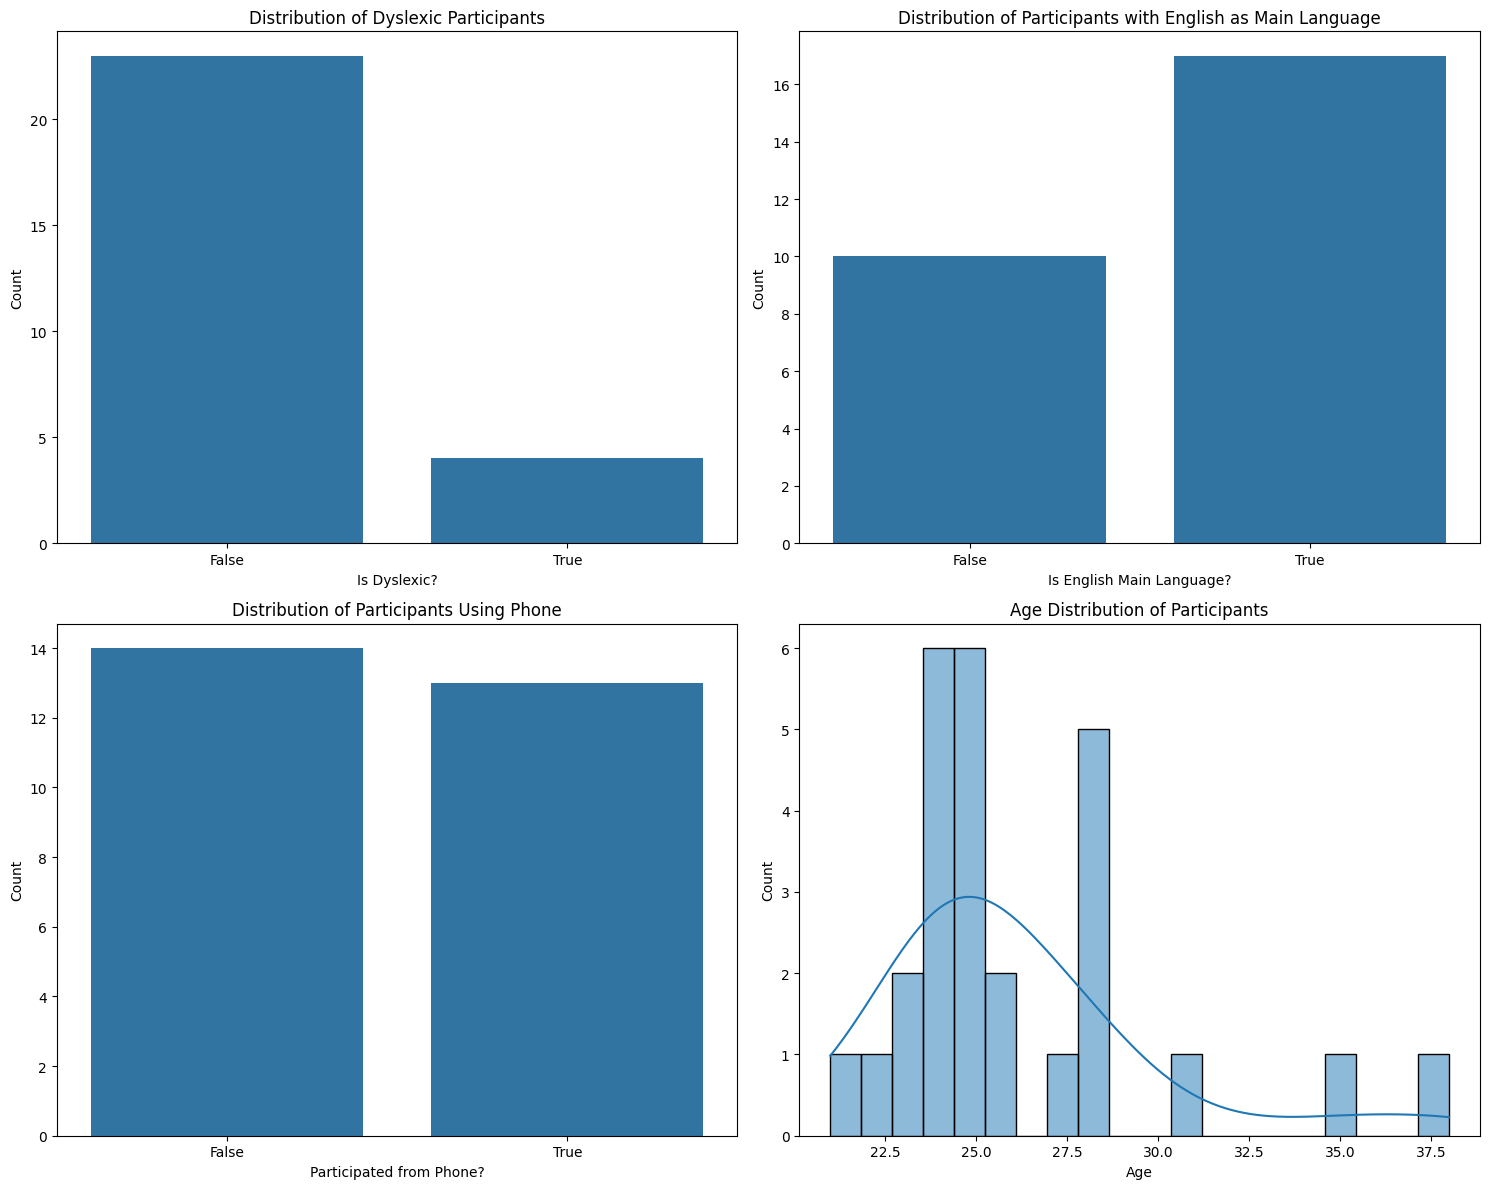 Distribution of Dyslexic Participants
Count
20
15
10
5
0
False True
Is Dyslexic?
Distribution of Participants with English as Main Language
Count
16
14
12
10
8
6
4
2
0
False True
Is English Main Language?
Distribution of Participants Using Phone
Count
14
12
10
8
6
4
2
0
False True
Participated from Phone?
Age Distribution of Participants
Count
6
5
4
3
2
1
0
22.5 25.0 27.5 30.0 32.5 35.0 37.5
Age